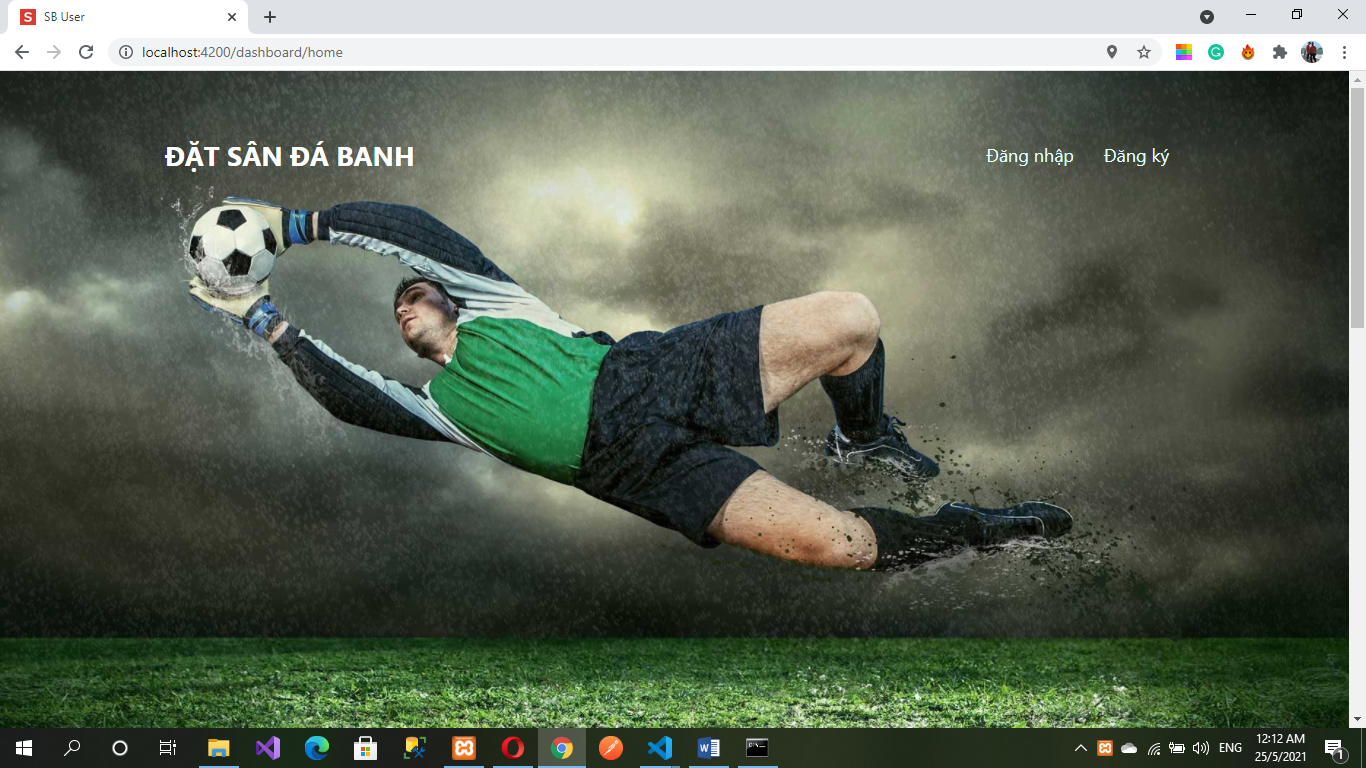 S SB User
localhost:4200/dashboard/home
ĐẶT SÂN ĐÁ BANH
Đăng nhập Đăng ký
ENG
12:12 AM
25/5/2021
1